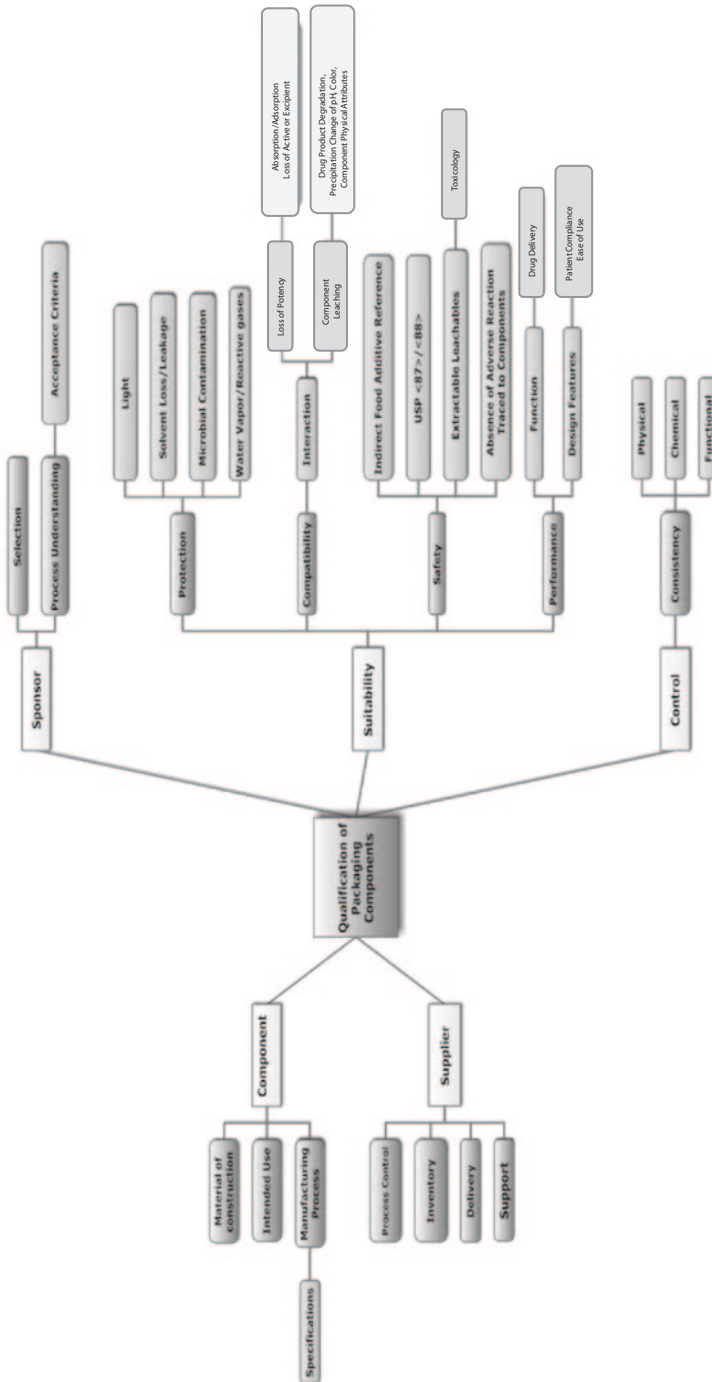 Qualification of
Packaging
Components
Sponsor
Selection
Process Understanding
Acceptance Criteria
Suitability
Protection
Light
Solvent Loss/Leakage
Microbial Contamination
Water Vapor/Reactive gases
Compatibility
Interaction
Loss of Potency
Absorption/Adsorption
Loss of Active or Excipient
Component
Leaching
Drug Product Degradation,
Precipitation Change of pH, Color,
Component Physical Attributes
Safety
Indirect Food Additive Reference
USP <87>/<88>
Extractable Leachables
Toxicology
Absence of Adverse Reaction
Traced to Components
Performance
Function
Drug Delivery
Design Features
Patient Compliance
Ease of Use
Control
Consistency
Physical
Chemical
Functional
Component
Material of
construction
Intended Use
Manufacturing
Process
Specifications
Supplier
Process Control
Inventory
Delivery
Support